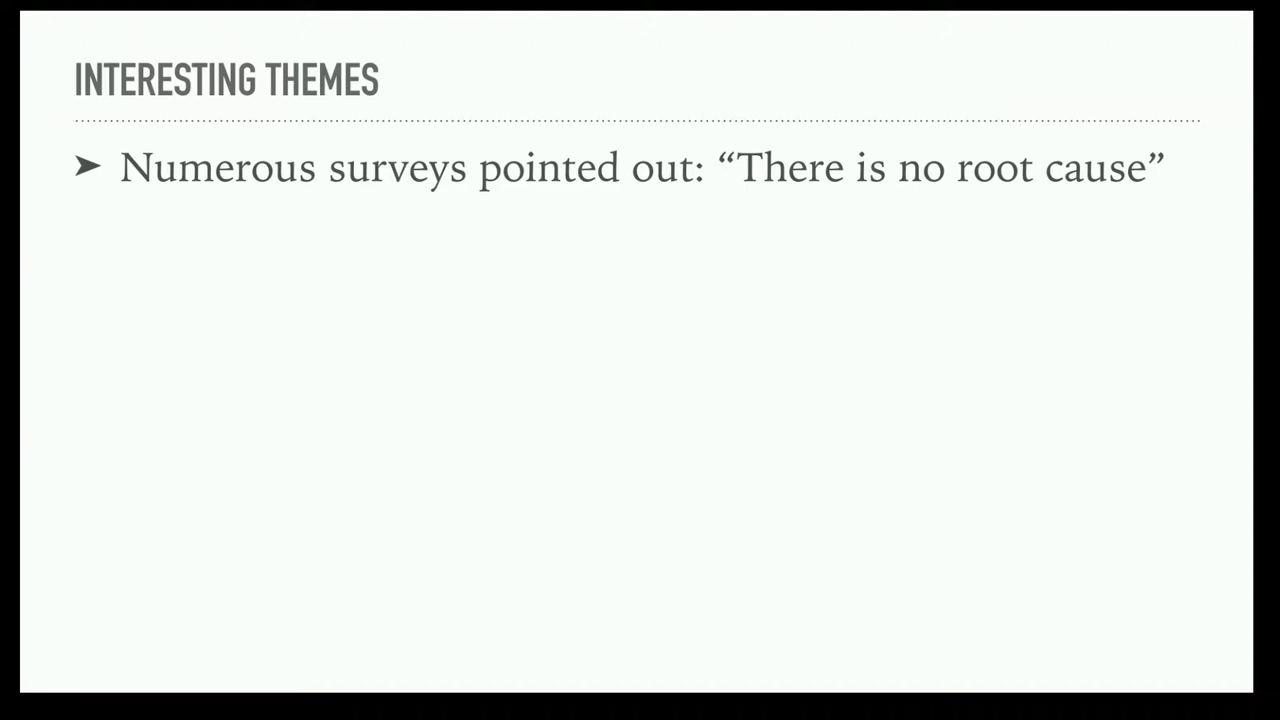 INTERESTING THEMES
➤ Numerous surveys pointed out: “There is no root cause”